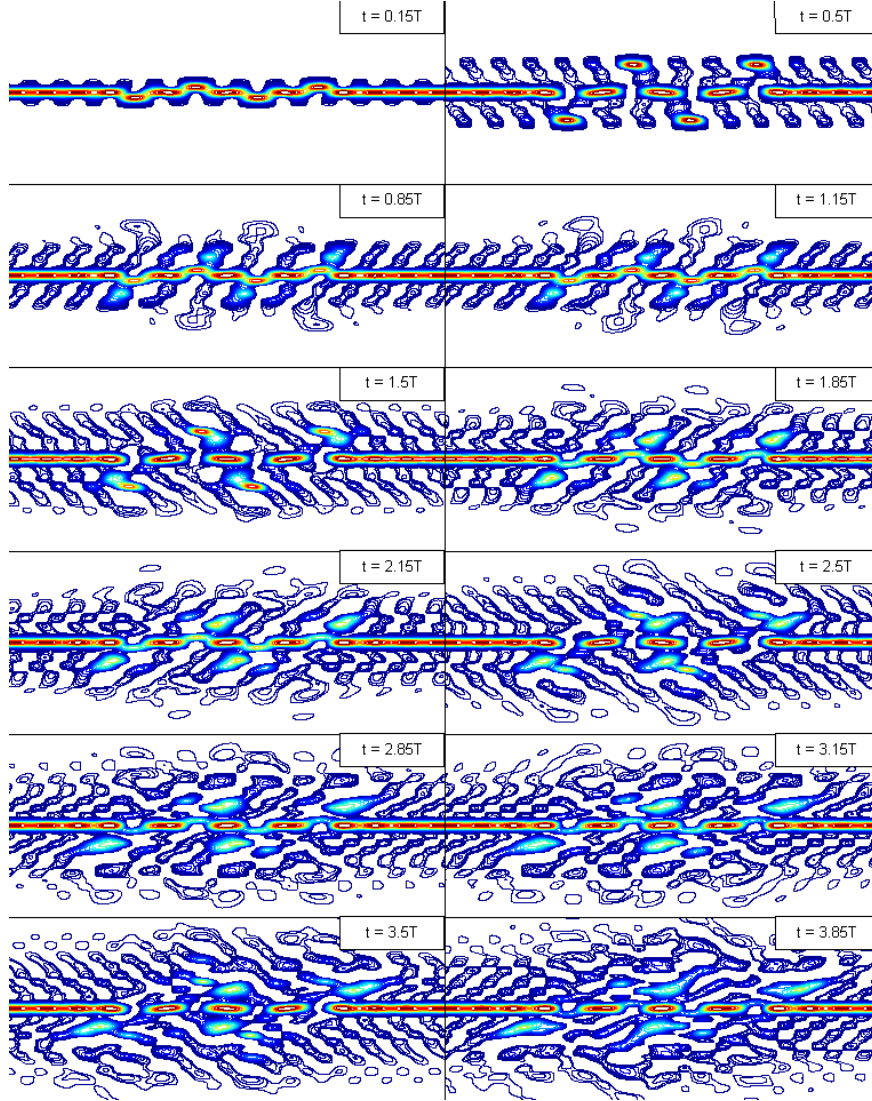 t = 0.15T
t = 0.5T
t = 0.85T
t = 1.15T
t = 1.5T
t = 1.85T
t = 2.15T
t = 2.5T
t = 2.85T
t = 3.15T
t = 3.5T
t = 3.85T